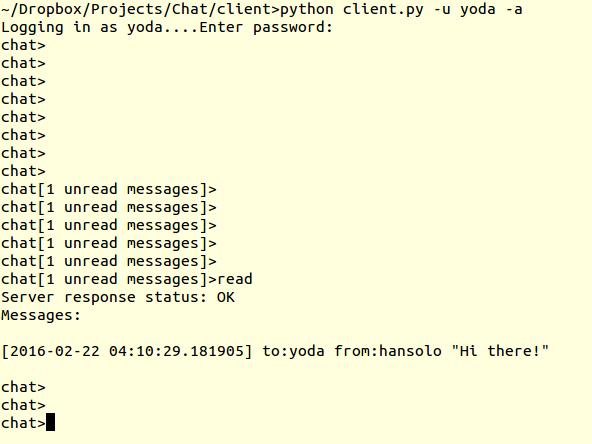 ~/Dropbox/Projects/Chat/client>python client.py -u yoda -a
Logging in as yoda....Enter password:
chat>
chat>
chat>
chat>
chat>
chat>
chat>
chat>
chat[1 unread messages]>
chat[1 unread messages]>
chat[1 unread messages]>
chat[1 unread messages]>
chat[1 unread messages]>
chat[1 unread messages]>read
Server response status: OK
Messages:
[2016-02-22 04:10:29.181905] to:yoda from:hansolo "Hi there!"
chat>
chat>
chat>